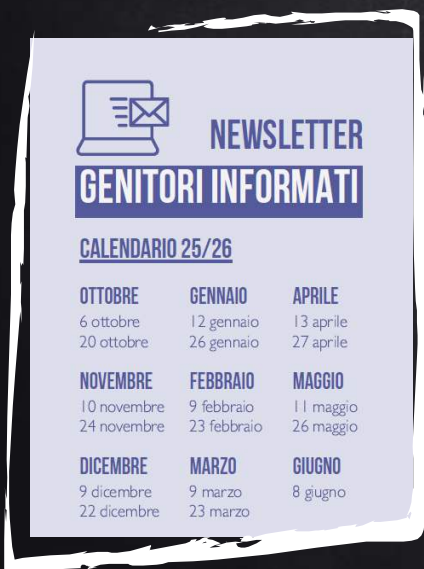 NEWSLETTER
GENITORI INFORMATI
CALENDARIO 25/26
OTTOBRE
6 ottobre
20 ottobre
GENNAIO
12 gennaio
26 gennaio
APRILE
13 aprile
27 aprile
NOVEMBRE
10 novembre
24 novembre
FEBBRAIO
9 febbraio
23 febbraio
MAGGIO
11 maggio
26 maggio
DICEMBRE
9 dicembre
22 dicembre
MARZO
9 marzo
23 marzo
GIUGNO
8 giugno